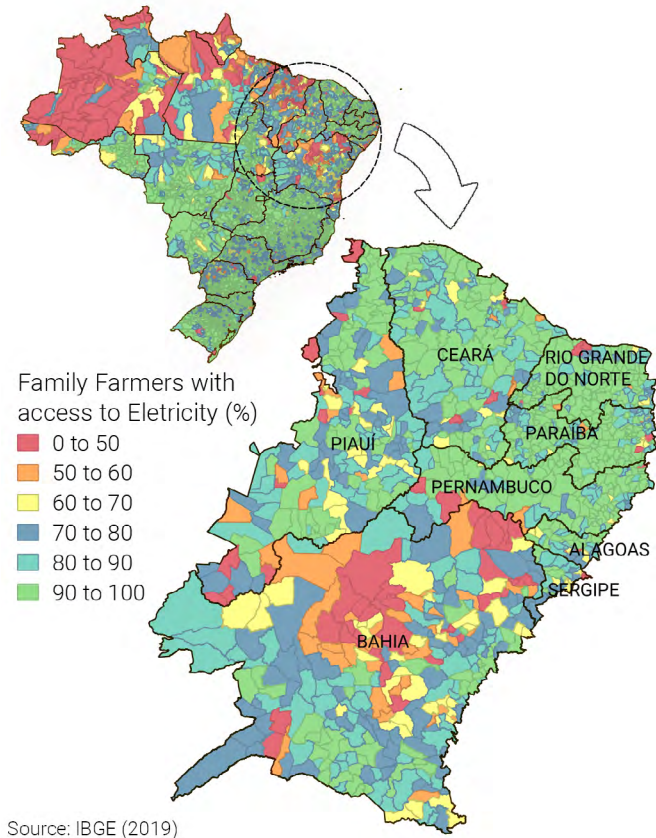 CEARÁ
RIO GRANDE
DO NORTE
Family Farmers with
access to Eletricity (%)
0 to 50
50 to 60
60 to 70
70 to 80
80 to 90
90 to 100
PIAUÍ
PARAÍBA
PERNAMBUCO
ALAGOAS
SERGIPE
BAHIA
Source: IBGE (2019)